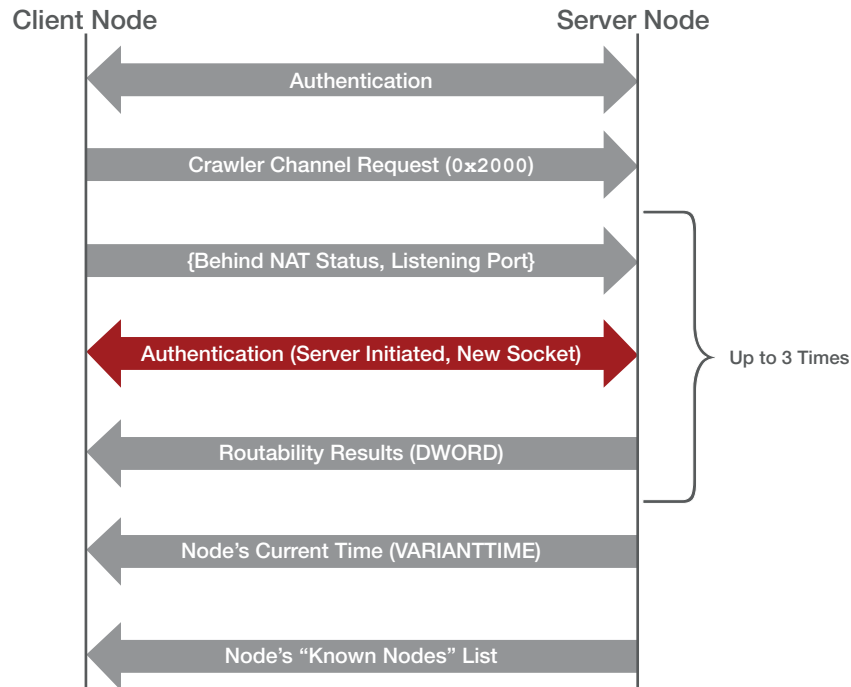 Client Node
Server Node
Authentication
Crawler Channel Request (0x2000)
{Behind NAT Status, Listening Port}
Authentication (Server Initiated, New Socket)
Up to 3 Times
Routability Results (DWORD)
Node's Current Time (VARIANTTIME)
Node's “Known Nodes” List